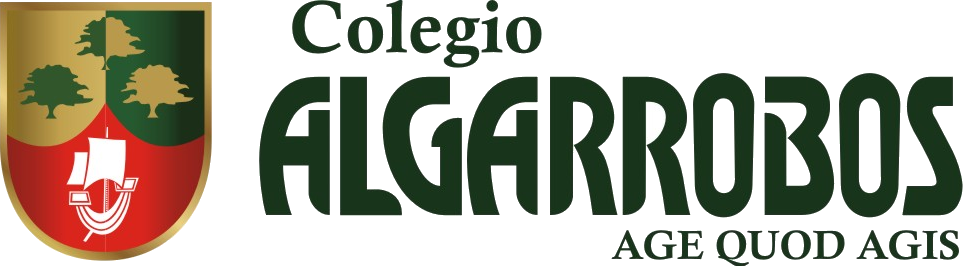 Colegio
ALGARROBOS
AGE QUOD AGIS